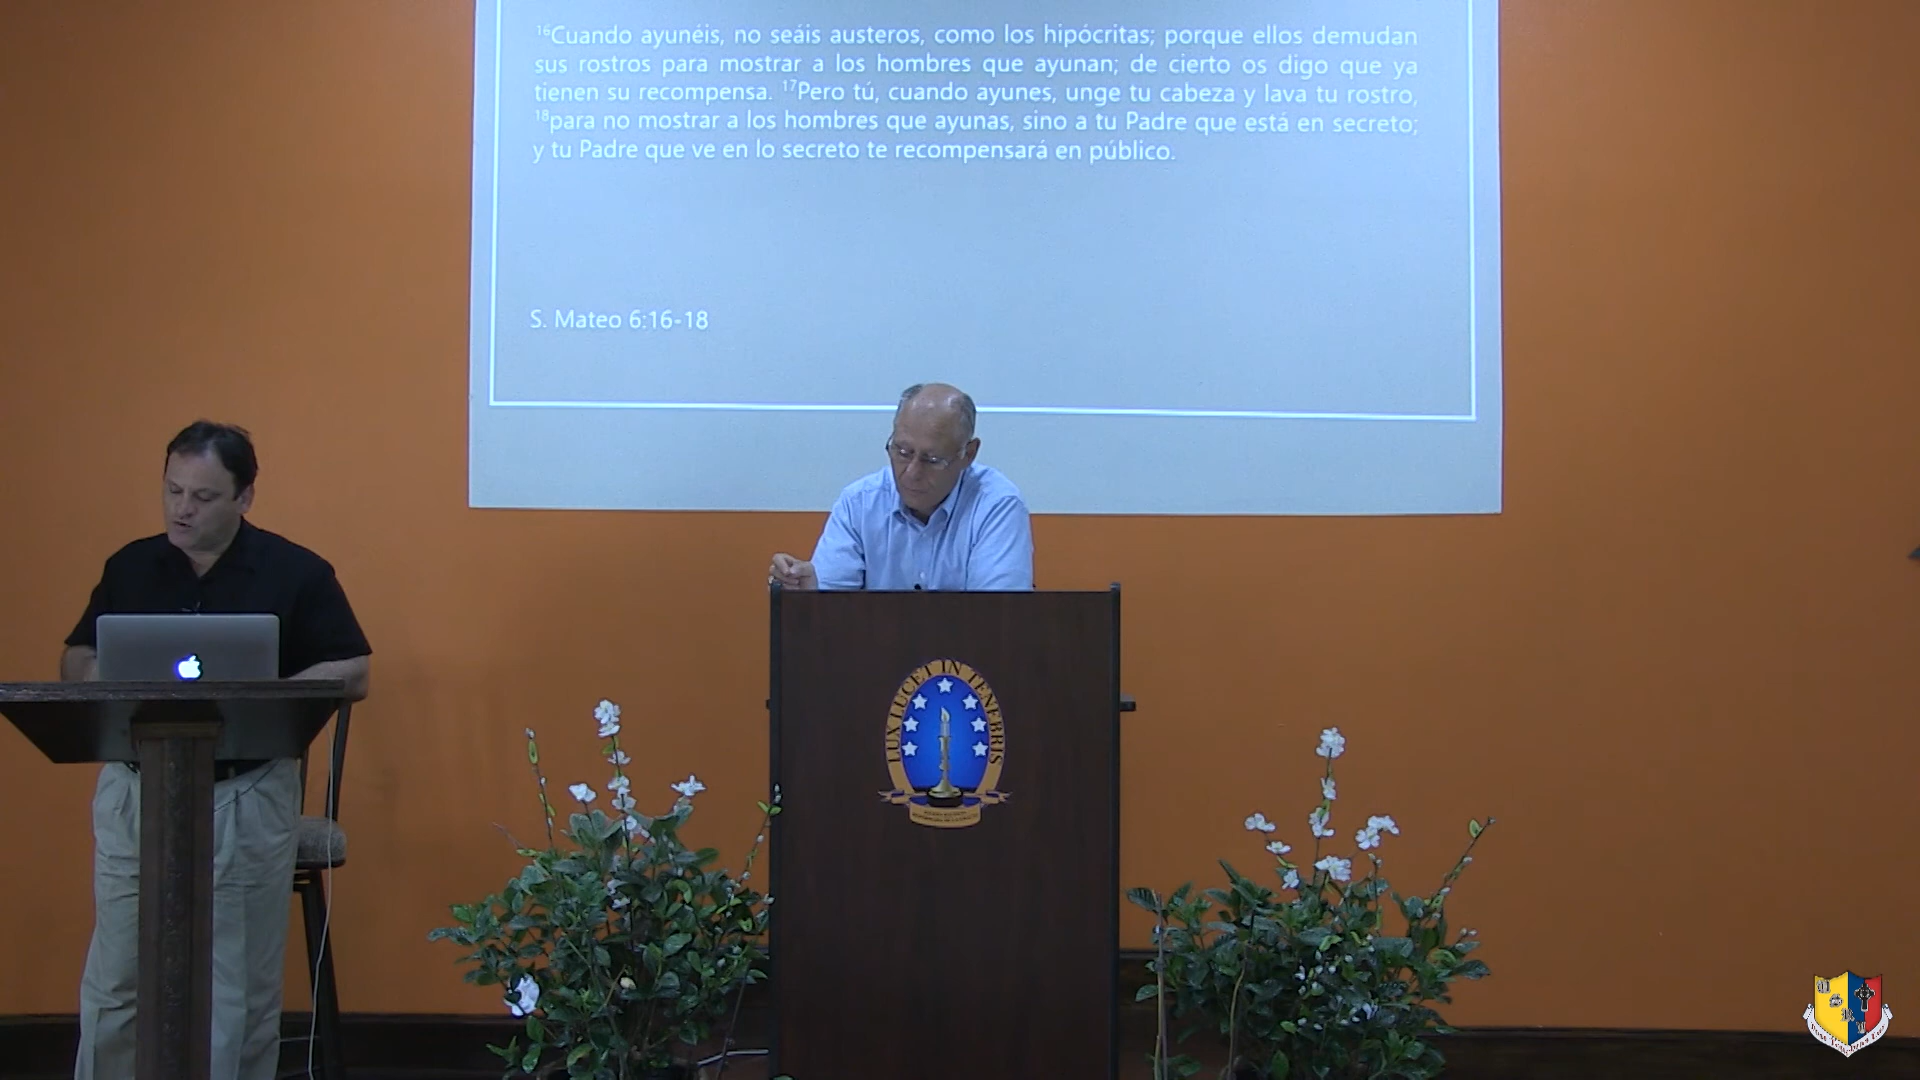 ¹⁶Cuando ayunéis, no seáis austeros, como los hipócritas; porque ellos demudan
sus rostros para mostrar a los hombres que ayunan; de cierto os digo que ya
tienen su recompensa. ¹⁷Pero tú, cuando ayunes, unge tu cabeza y lava tu rostro,
¹⁸para no mostrar a los hombres que ayunas, sino a tu Padre que está en secreto;
y tu Padre que ve en lo secreto te recompensará en público.
S. Mateo 6:16-18
LUX LUCET IN TENEBRIS